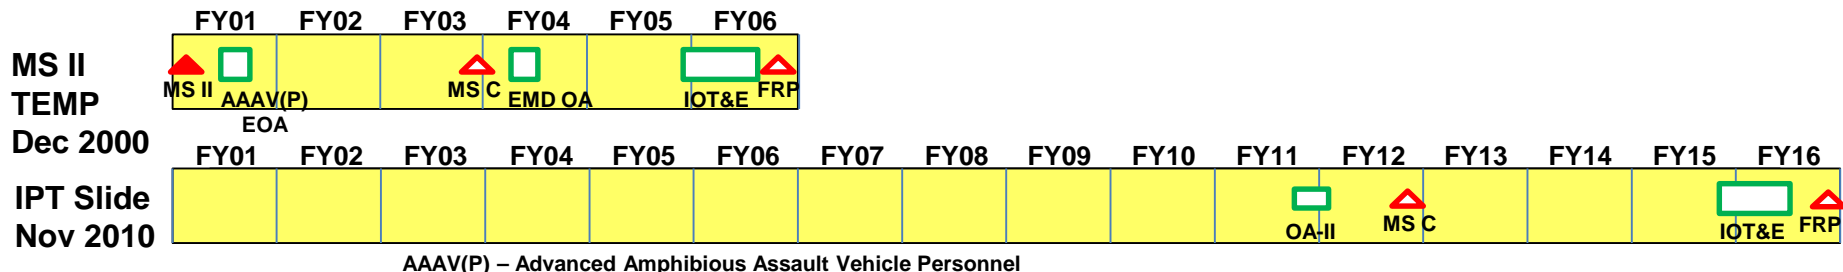 FY01 FY02 FY03 FY04 FY05 FY06
MS II
TEMP
Dec 2000
MS II AAAV(P) EOA MS C EMD OA IOT&E FRP
FY01 FY02 FY03 FY04 FY05 FY06 FY07 FY08 FY09 FY10 FY11 FY12 FY13 FY14 FY15 FY16
IPT Slide
Nov 2010
OA-II MS C IOT&E FRP
AAAV(P) – Advanced Amphibious Assault Vehicle Personnel